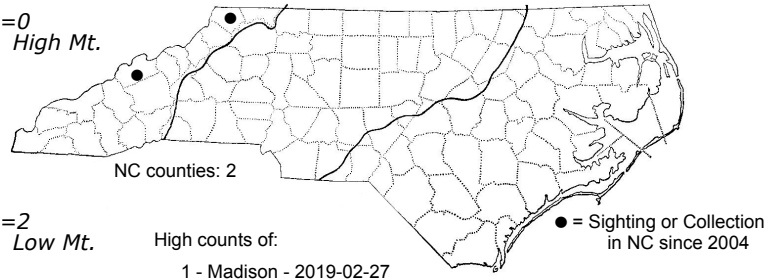 =0
High Mt.
NC counties: 2
=2
Low Mt.
High counts of:
1 - Madison - 2019-02-27
● = Sighting or Collection
in NC since 2004